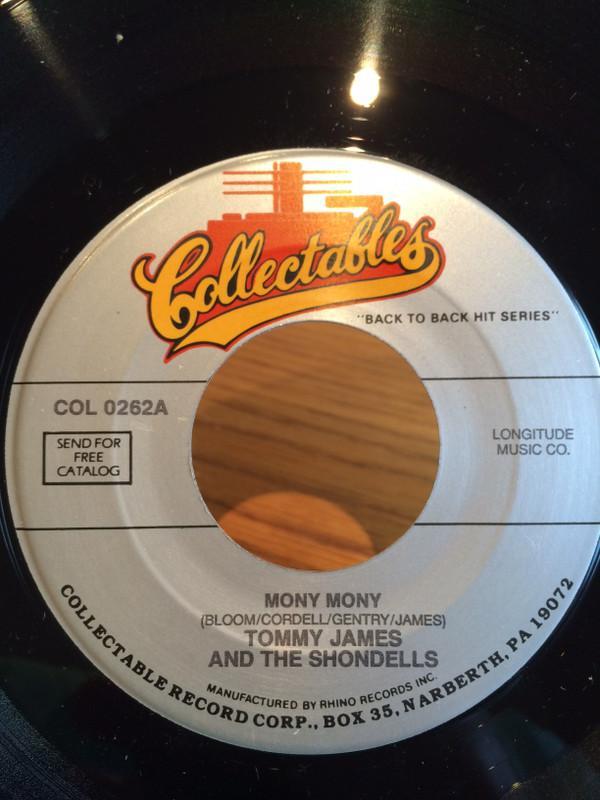 Collectables
"BACK TO BACK HIT SERIES"
COL 0262A
SEND FOR
FREE
CATALOG
LONGITUDE
MUSIC CO.
MONY MONY
(BLOOM/CORDELL/GENTRY/JAMES)
TOMMY JAMES
AND THE SHONDELLS
MANUFACTURED BY RHINO RECORDS INC.
COLLECTABLE RECORD CORP., BOX 35, NARBERTH, PA 19072